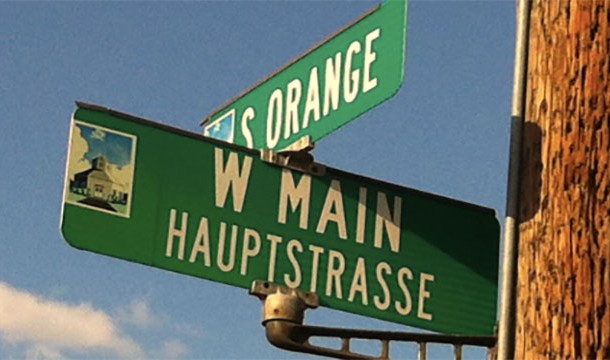 S ORANGE
W MAIN
HAUPTSTRASSE